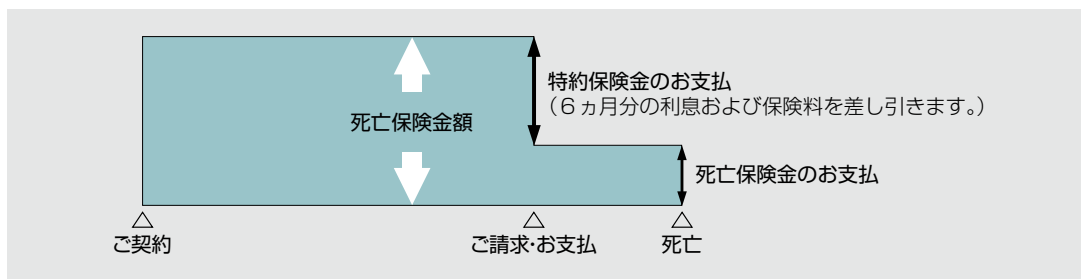 特約保険金のお支払
（6ヵ月分の利息および保険料を差し引きます。）
死亡保険金額
死亡保険金のお支払
ご契約
ご請求・お支払
死亡